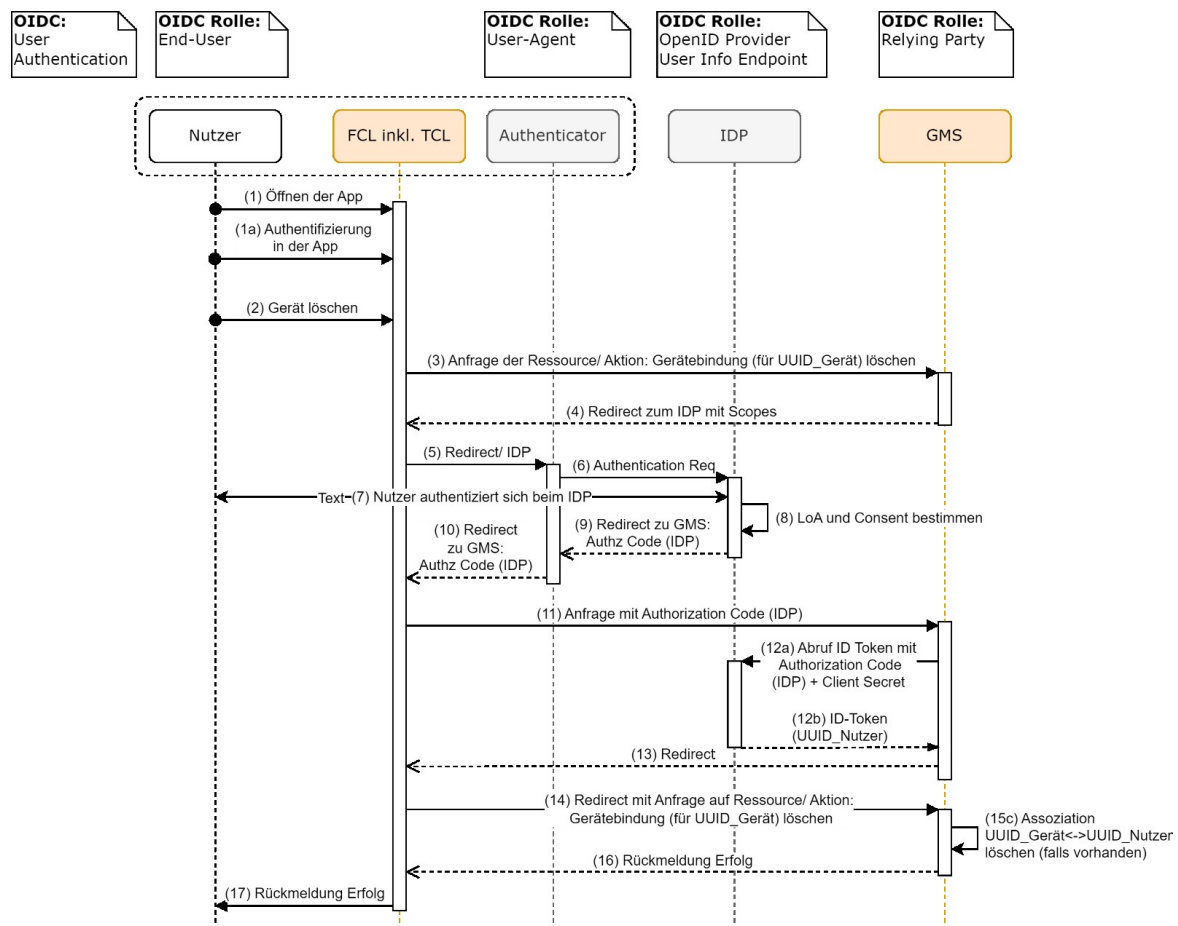 OIDC:
User
Authentication
OIDC Rolle:
End-User
OIDC Rolle:
User-Agent
OIDC Rolle:
OpenID Provider
User Info Endpoint
OIDC Rolle:
Relying Party
Nutzer
FCL inkl. TCL
Authenticator
IDP
GMS
(1) Öffnen der App
(1a) Authentifizierung
in der App
(2) Gerät löschen
(3) Anfrage der Ressource/ Aktion: Gerätebindung (für UUID_Gerät) löschen
(4) Redirect zum IDP mit Scopes
(5) Redirect/ IDP
(6) Authentication Req
Text
(7) Nutzer authentiziert sich beim IDP
(8) LoA und Consent bestimmen
(9) Redirect zu GMS:
Authz Code (IDP)
(10) Redirect
zu GMS:
Authz Code (IDP)
(11) Anfrage mit Authorization Code (IDP)
(12a) Abruf ID Token mit
Authorization Code
(IDP) + Client Secret
(12b) ID-Token
(UUID_Nutzer)
(13) Redirect
(14) Redirect mit Anfrage auf Ressource/ Aktion:
Gerätebindung (für UUID_Gerät) löschen
(15c) Assoziation
UUID_Gerät<->UUID_Nutzer
löschen (falls vorhanden)
(16) Rückmeldung Erfolg
(17) Rückmeldung Erfolg